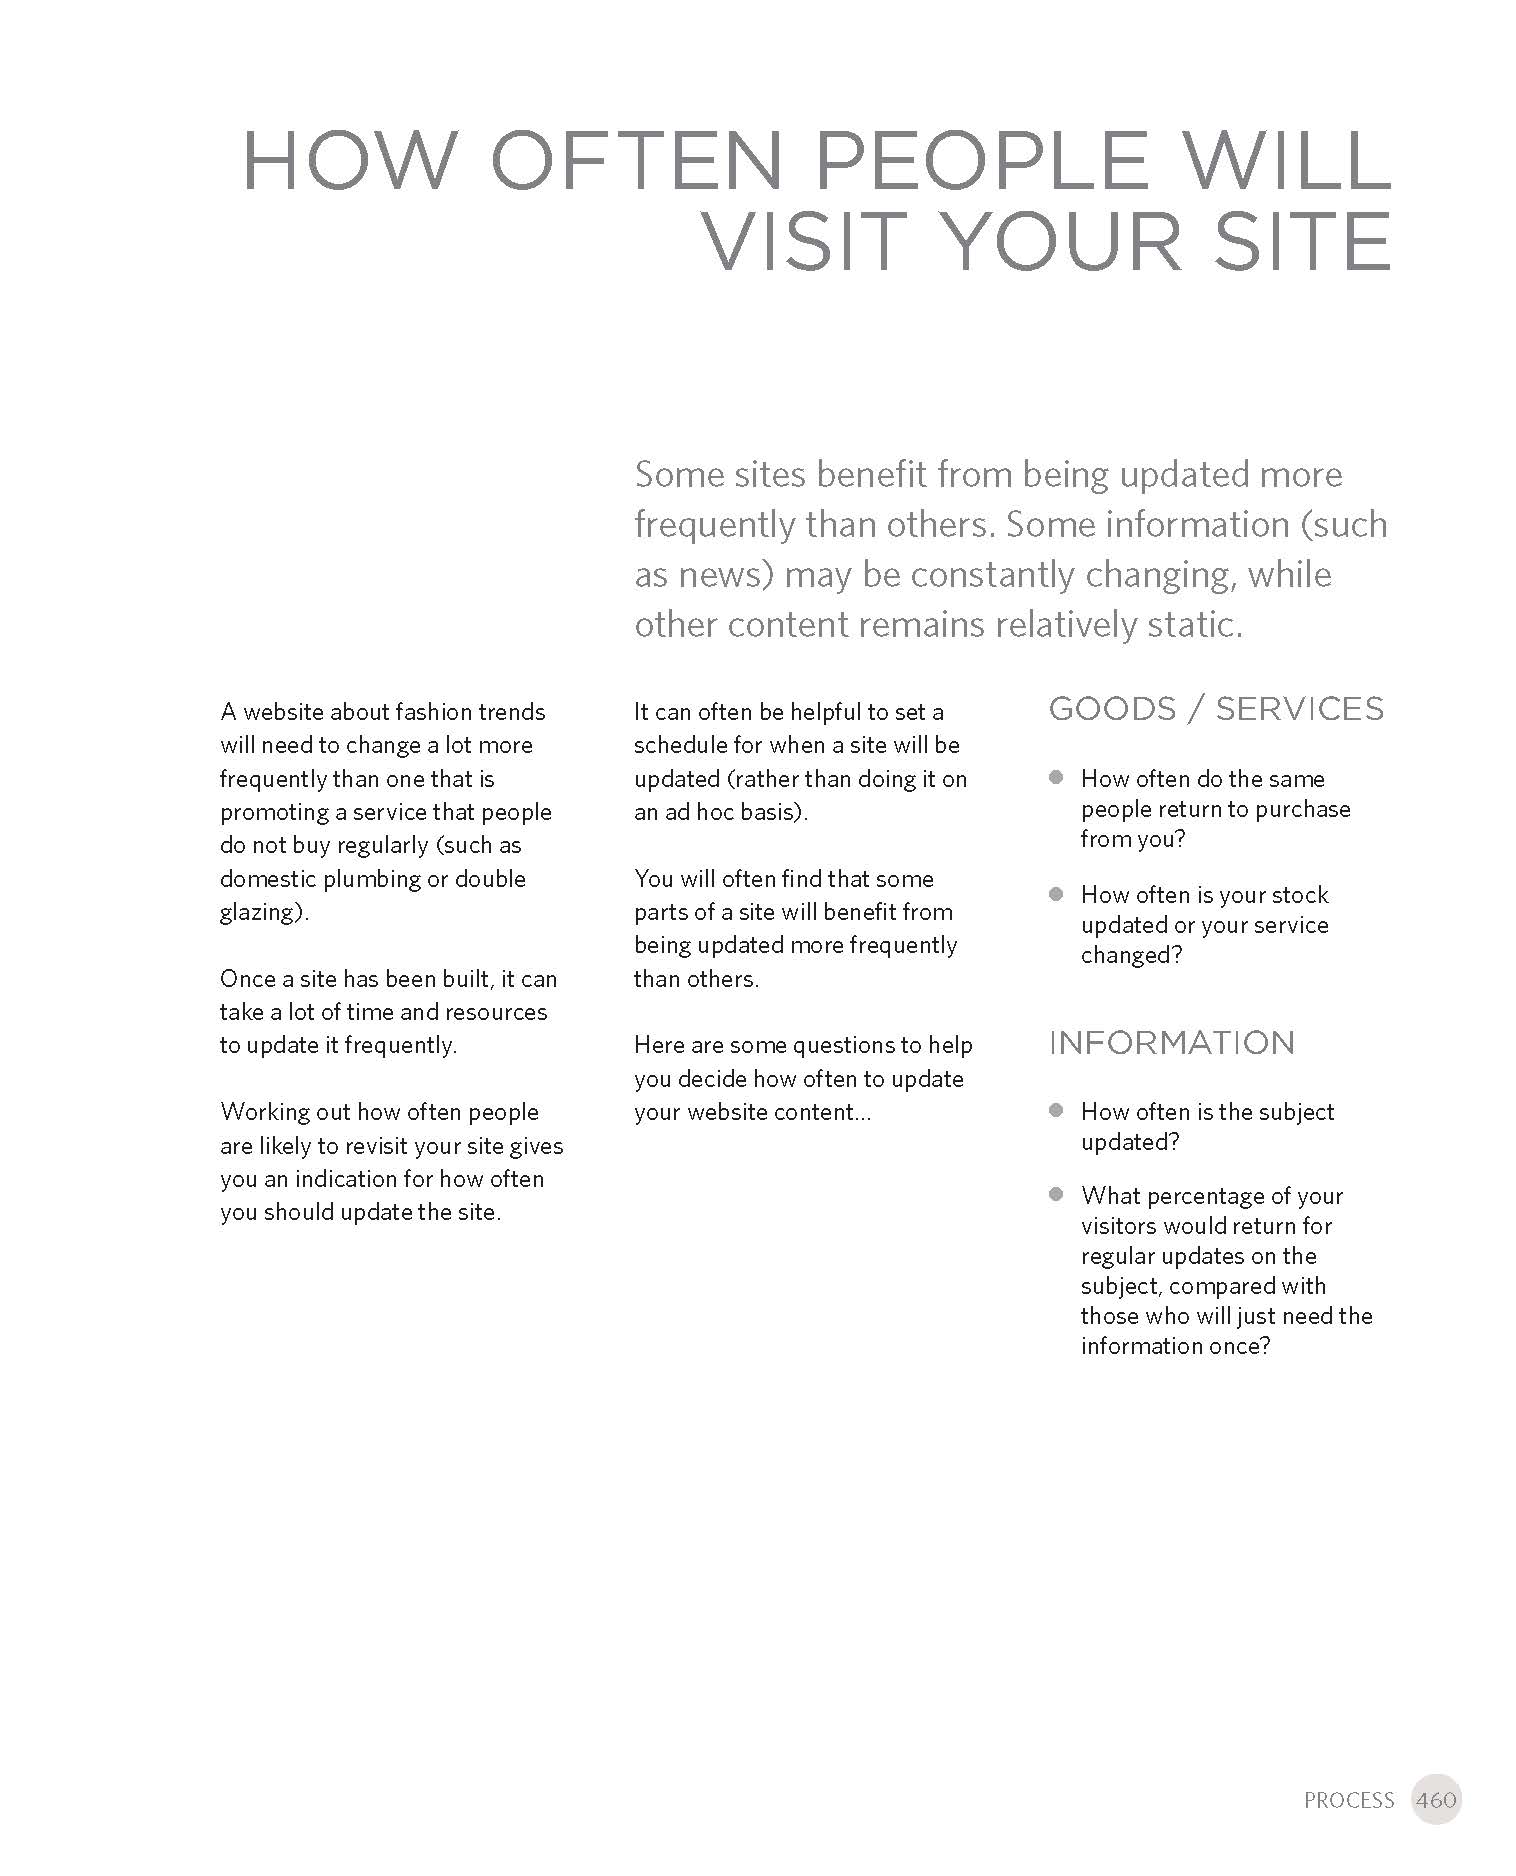 HOW OFTEN PEOPLE WILL
VISIT YOUR SITE
Some sites benefit from being updated more
frequently than others. Some information (such
as news) may be constantly changing, while
other content remains relatively static.
A website about fashion trends
will need to change a lot more
frequently than one that is
promoting a service that people
do not buy regularly (such as
domestic plumbing or double
glazing).
Once a site has been built, it can
take a lot of time and resources
to update it frequently.
Working out how often people
are likely to revisit your site gives
you an indication for how often
you should update the site.
It can often be helpful to set a
schedule for when a site will be
updated (rather than doing it on
an ad hoc basis).
You will often find that some
parts of a site will benefit from
being updated more frequently
than others.
Here are some questions to help
you decide how often to update
your website content...
GOODS / SERVICES
● How often do the same
people return to purchase
from you?
● How often is your stock
updated or your service
changed?
INFORMATION
● How often is the subject
updated?
● What percentage of your
visitors would return for
regular updates on the
subject, compared with
those who will just need the
information once?
PROCESS 460